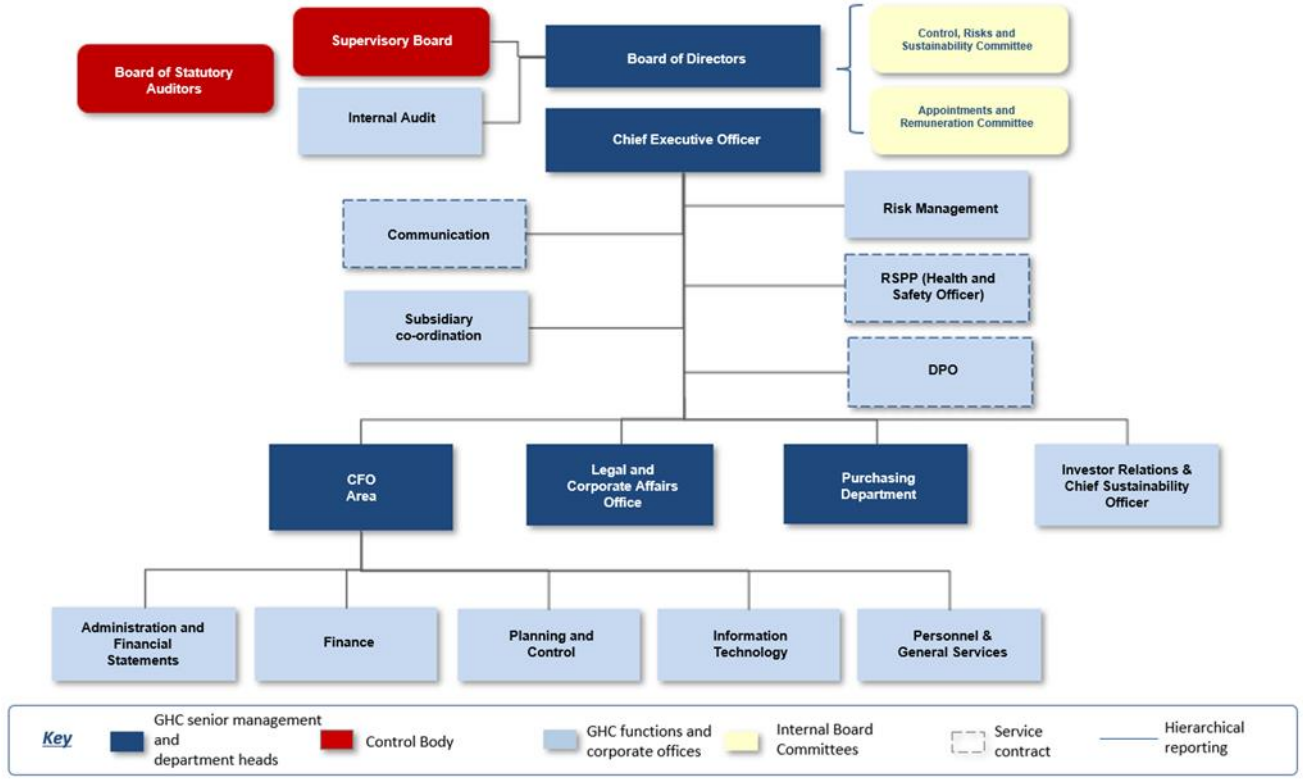 Supervisory Board
Board of Statutory
Auditors
Internal Audit
Board of Directors
Chief Executive Officer
Control, Risks and
Sustainability Committee
Appointments and
Remuneration Committee
Communication
Subsidiary
co-ordination
Risk Management
RSPP (Health and
Safety Officer)
DPO
CFO
Area
Legal and
Corporate Affairs
Office
Purchasing
Department
Investor Relations &
Chief Sustainability
Officer
Administration and
Financial
Statements
Finance
Planning and
Control
Information
Technology
Personnel &
General Services
Key
GHC senior management
and
department heads
Control Body
GHC functions and
corporate offices
Internal Board
Committees
Service
contract
Hierarchical
reporting